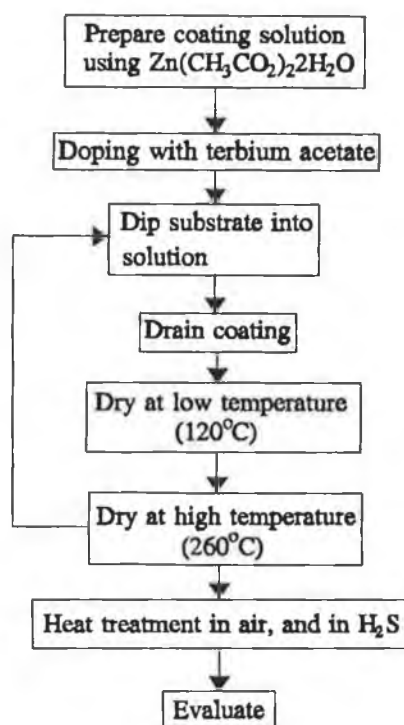 Prepare coating solution
using Zn(CH₃CO₂)₂2H₂O
Doping with terbium acetate
Dip substrate into
solution
Drain coating
Dry at low temperature
(120°C)
Dry at high temperature
(260°C)
Heat treatment in air, and in H₂S
Evaluate